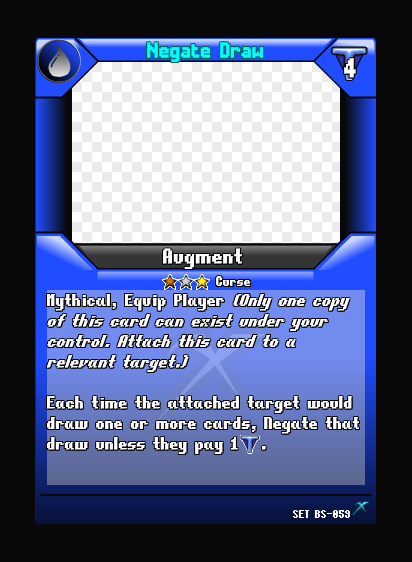 Negate Draw
4
Augment
Curse
Mythical, Equip Player (Only one copy
of this card can exist under your
control. Attach this card to a
relevant target.)
Each time the attached target would
draw one or more cards, Negate that
draw unless they pay 1 .
SET BS-059